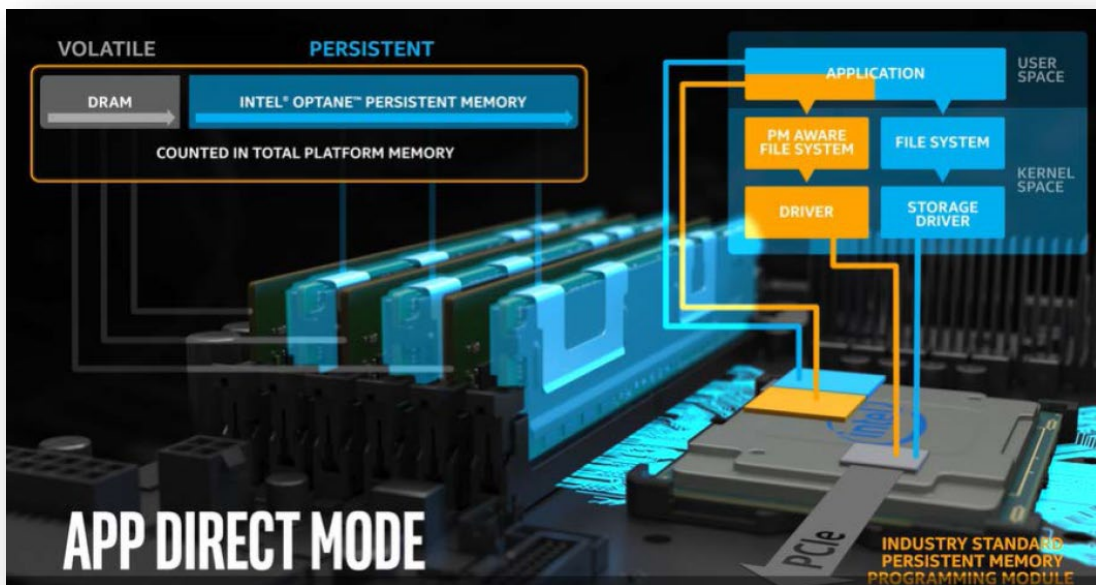 VOLATILE
PERSISTENT
DRAM
INTEL® OPTANE™ PERSISTENT MEMORY
COUNTED IN TOTAL PLATFORM MEMORY
APPLICATION
USER
SPACE
PM AWARE
FILE SYSTEM
FILE SYSTEM
KERNEL
SPACE
DRIVER
STORAGE
DRIVER
intel
PCIe
APP DIRECT MODE
INDUSTRY STANDARD
PERSISTENT MEMORY
PROGRAMMING MODULE